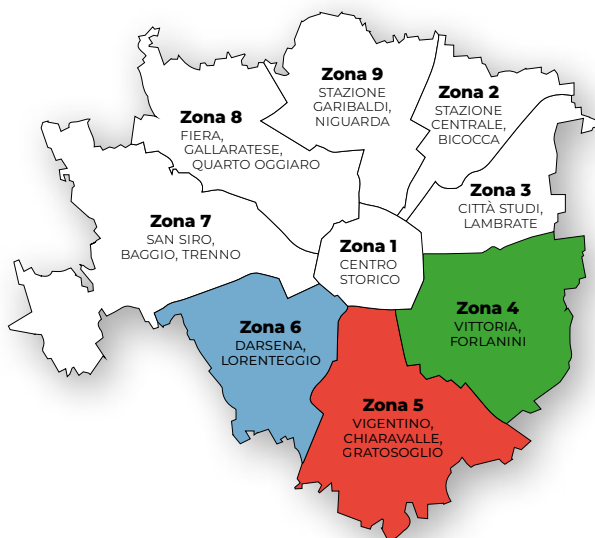 Zona 9
STAZIONE
GARIBALDI,
NIGUARDA
Zona 2
STAZIONE
CENTRALE,
BICOCCA
Zona 8
FIERA,
GALLARATESE,
QUARTO OGGIARO
Zona 3
CITTÀ STUDI,
LAMBRATE
Zona 7
SAN SIRO,
BAGGIO, TRENNO
Zona 1
CENTRO
STORICO
Zona 4
VITTORIA,
FORLANINI
Zona 6
DARSENA,
LORENTEGGIO
Zona 5
VIGENTINO,
CHIARAVALLE,
GRATOSOGLIO